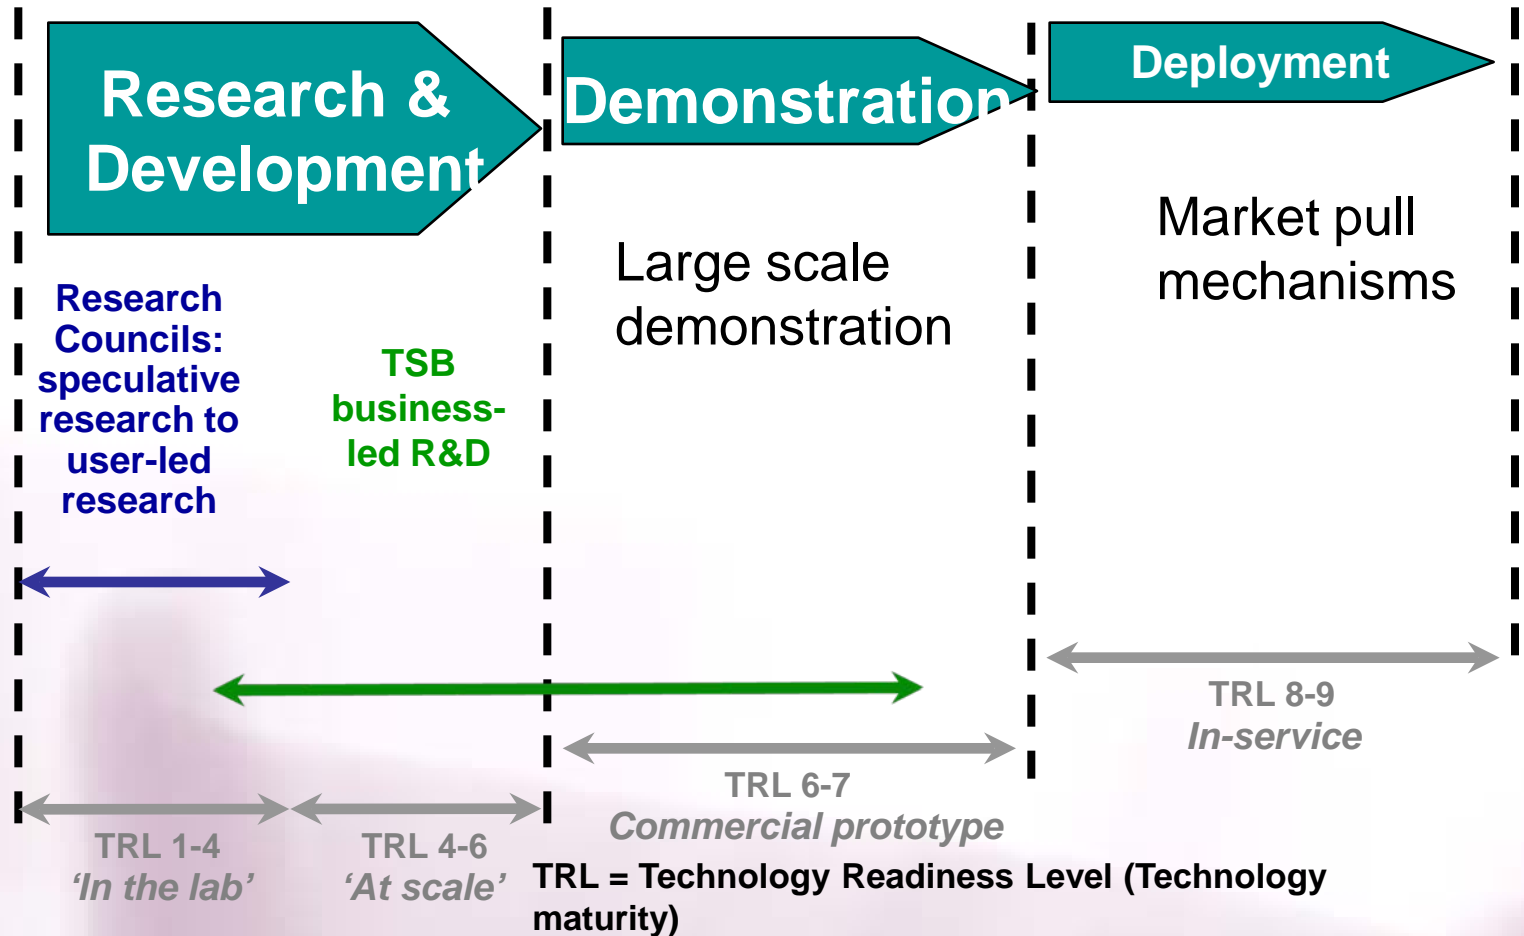 Research &
Development
Demonstration
Deployment
Research
Councils:
speculative
research to
user-led
research
TSB
business-
led R&D
Large scale
demonstration
Market pull
mechanisms
TRL 1-4
‘In the lab’
TRL 4-6
‘At scale’
TRL 6-7
Commercial prototype
TRL 8-9
In-service
TRL = Technology Readiness Level (Technology
maturity)